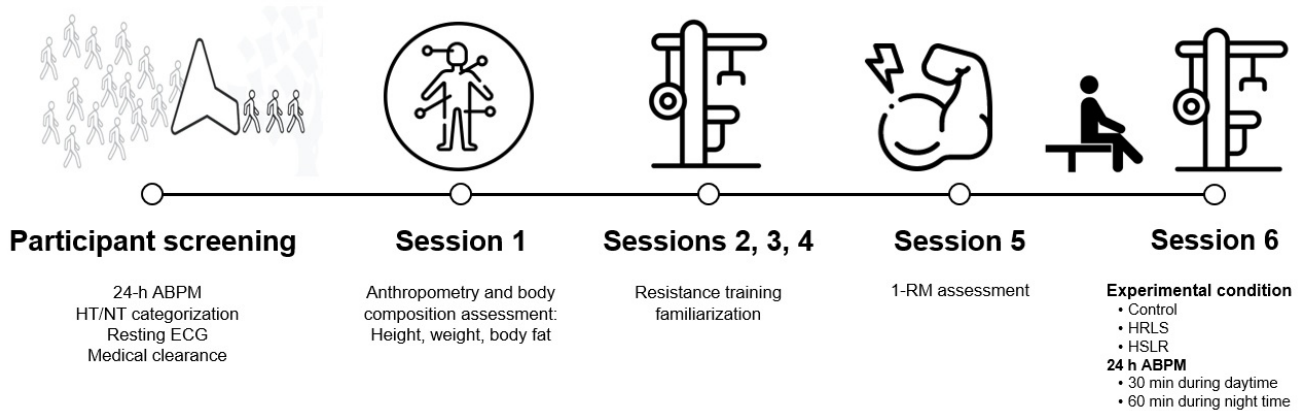 Participant screening
24-h ABPM
HT/NT categorization
Resting ECG
Medical clearance
Session 1
Anthropometry and body
composition assessment:
Height, weight, body fat
Sessions 2, 3, 4
Resistance training
familiarization
Session 5
1-RM assessment
Session 6
Experimental condition
• Control
• HRLS
• HSLR
24 h ABPM
• 30 min during daytime
• 60 min during night time